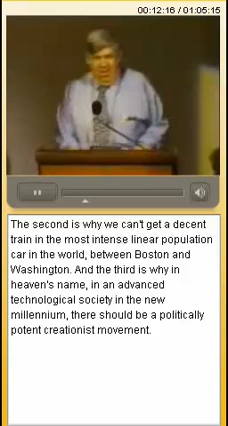 00:12:16 / 01:05:15
The second is why we can't get a decent
train in the most intense linear population
car in the world, between Boston and
Washington. And the third is why in
heaven's name, in an advanced
technological society in the new
millennium, there should be a politically
potent creationist movement.